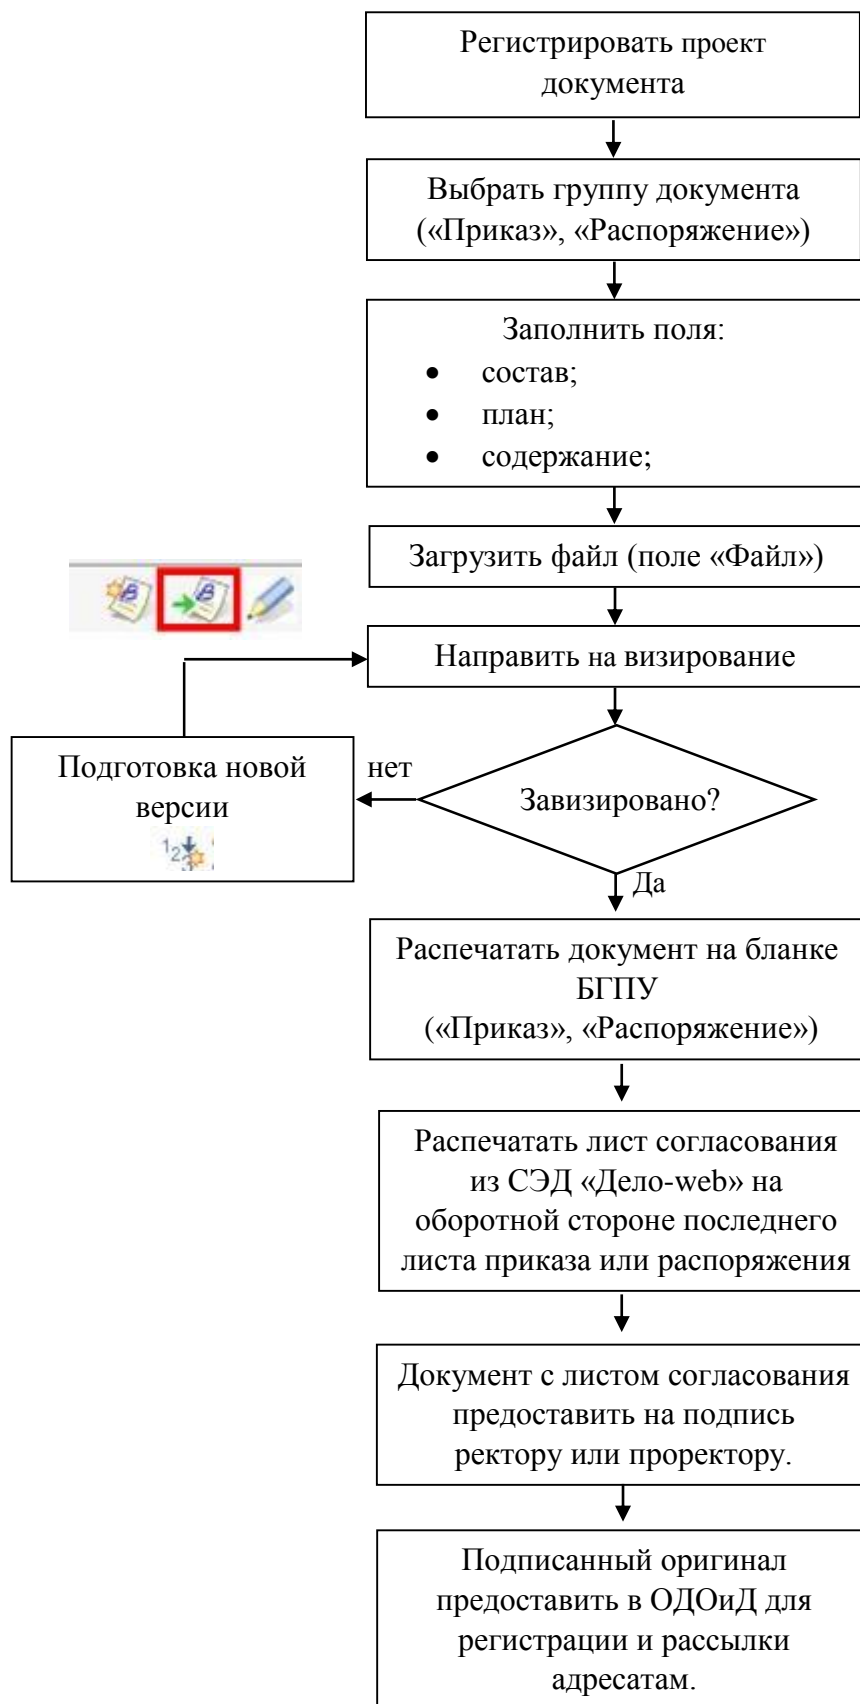 Регистрировать проект
документа
Выбрать группу документа
(«Приказ», «Распоряжение»)
Заполнить поля:
• состав;
• план;
• содержание;
Загрузить файл (поле «Файл»)
Направить на визирование
Подготовка новой
версии
123
нет
Завизировано?
Да
Распечатать документ на бланке
БГПУ
(«Приказ», «Распоряжение»)
Распечатать лист согласования
из СЭД «Дело-web» на
оборотной стороне последнего
листа приказа или распоряжения
Документ с листом согласования
предоставить на подпись
ректору или проректору.
Подписанный оригинал
предоставить в ОДОиД для
регистрации и рассылки
адресатам.